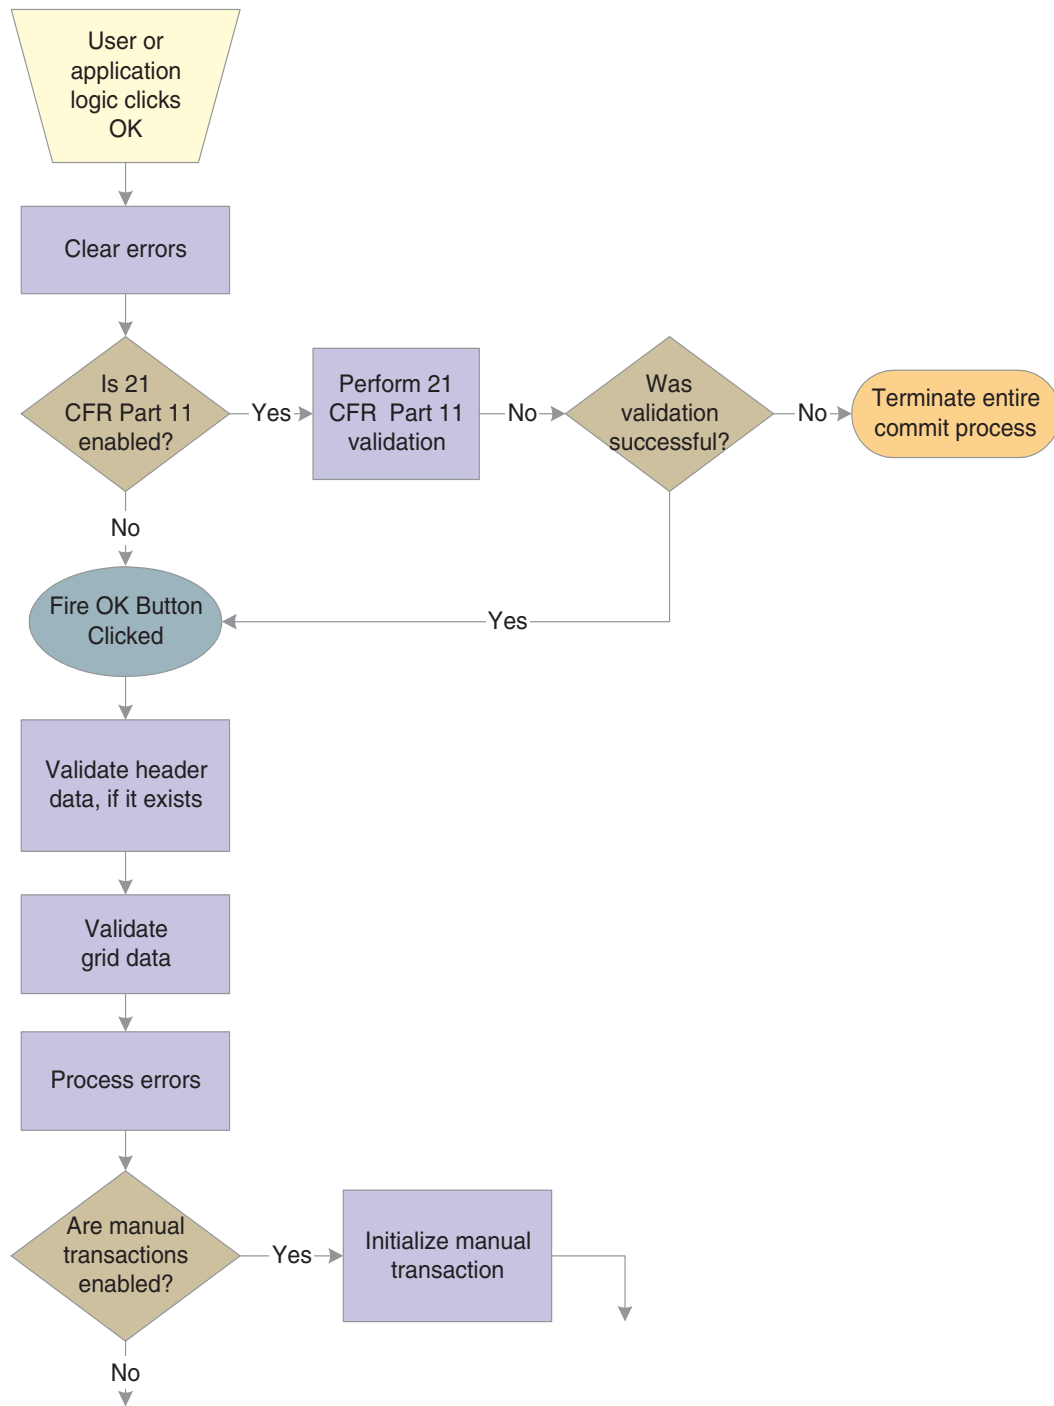 User or
application
logic clicks
OK
Clear errors
Is 21
CFR Part 11
enabled?
Yes
Perform 21
CFR Part 11
validation
No
Was
validation
successful?
No
Terminate entire
commit process
No
Fire OK Button
Clicked
Yes
Validate header
data, if it exists
Validate
grid data
Process errors
Are manual
transactions
enabled?
Yes
Initialize manual
transaction
No